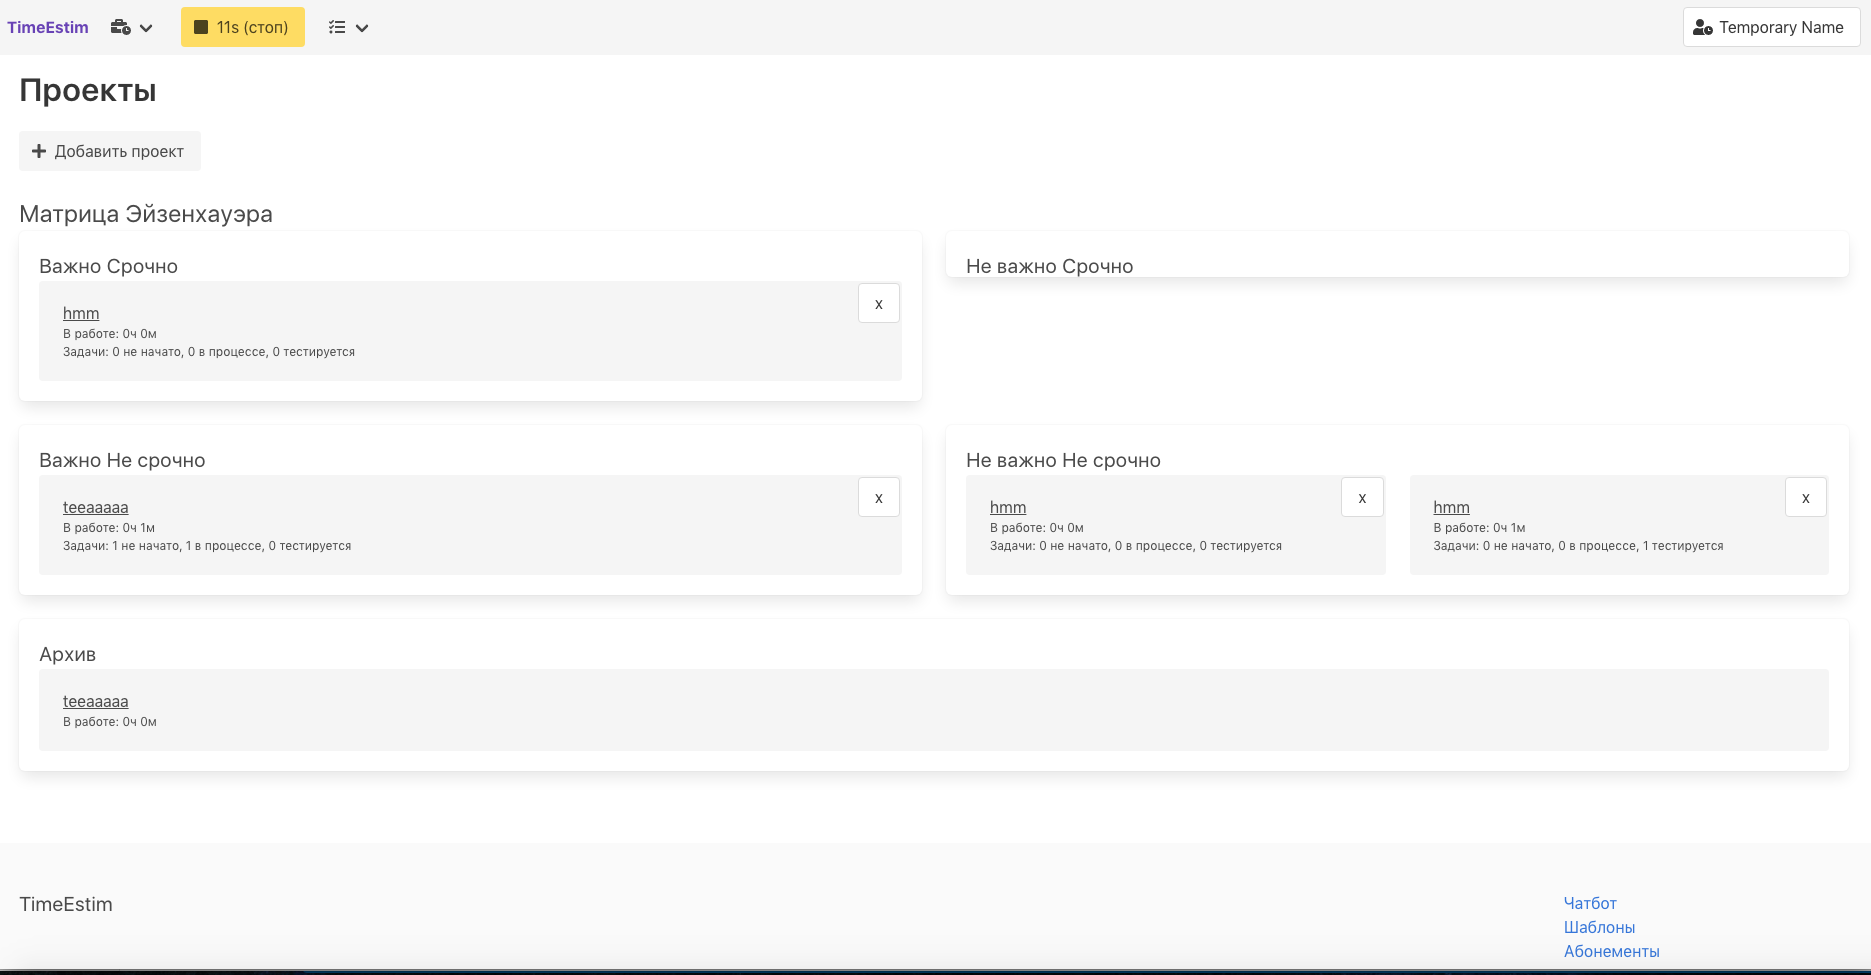 TimeEstim
11s (стоп)
Temporary Name
Проекты
Добавить проект
Матрица Эйзенхауэра
Важно Срочно
hmm
x
В работе: 0ч 0м
Задачи: 0 не начато, 0 в процессе, 0 тестируется
Не важно Срочно
Важно Не срочно
teeaaaaa
x
В работе: 0ч 1м
Задачи: 1 не начато, 1 в процессе, 0 тестируется
Не важно Не срочно
hmm
x
В работе: 0ч 0м
Задачи: 0 не начато, 0 в процессе, 0 тестируется
hmm
x
В работе: 0ч 1м
Задачи: 0 не начато, 0 в процессе, 1 тестируется
Архив
teeaaaaa
В работе: 0ч 0м
TimeEstim
Чатбот
Шаблоны
Абонементы